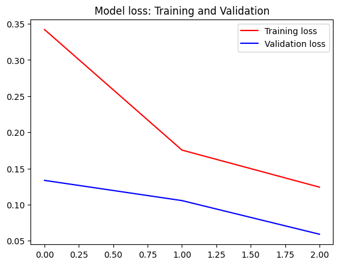 Model loss: Training and Validation
0.35
Training loss
Validation loss
0.30
0.25
0.20
0.15
0.10
0.05
0.00 0.25 0.50 0.75 1.00 1.25 1.50 1.75 2.00